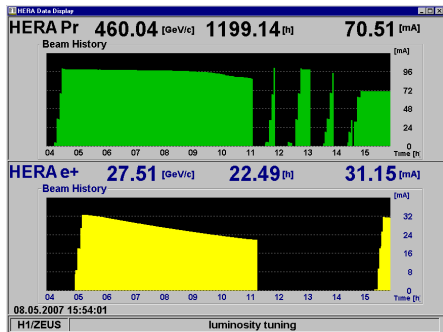 HERA Data Display
HERA Pr 460.04 [GeV/c] 1199.14 [h] 70.51 [mA]
Beam History
[mA]
96
72
48
24
0
04 05 06 07 08 09 10 11 12 13 14 15 Time [h]
HERA e+ 27.51 [GeV/c] 22.49 [h] 31.15 [mA]
Beam History
[mA]
32
24
16
8
0
04 05 06 07 08 09 10 11 12 13 14 15 Time [h]
08.05.2007 15:54:01
H1/ZEUS luminosity tuning